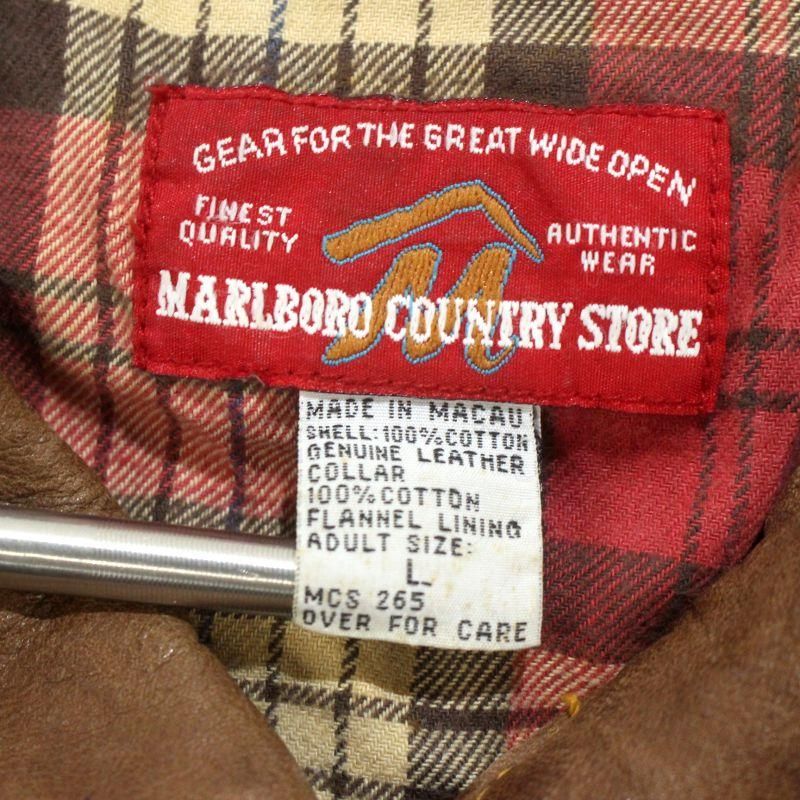 GEAR FOR THE GREAT WIDE OPEN
FINEST
QUALITY
AUTHENTIC
WEAR
M
MARLBORO COUNTRY STORE
MADE IN MACAU
SHELL: 100% COTTON
GENUINE LEATHER
COLLAR
100% COTTON
FLANNEL LINING
ADULT SIZE:
L
MCS 265
OVER FOR CARE